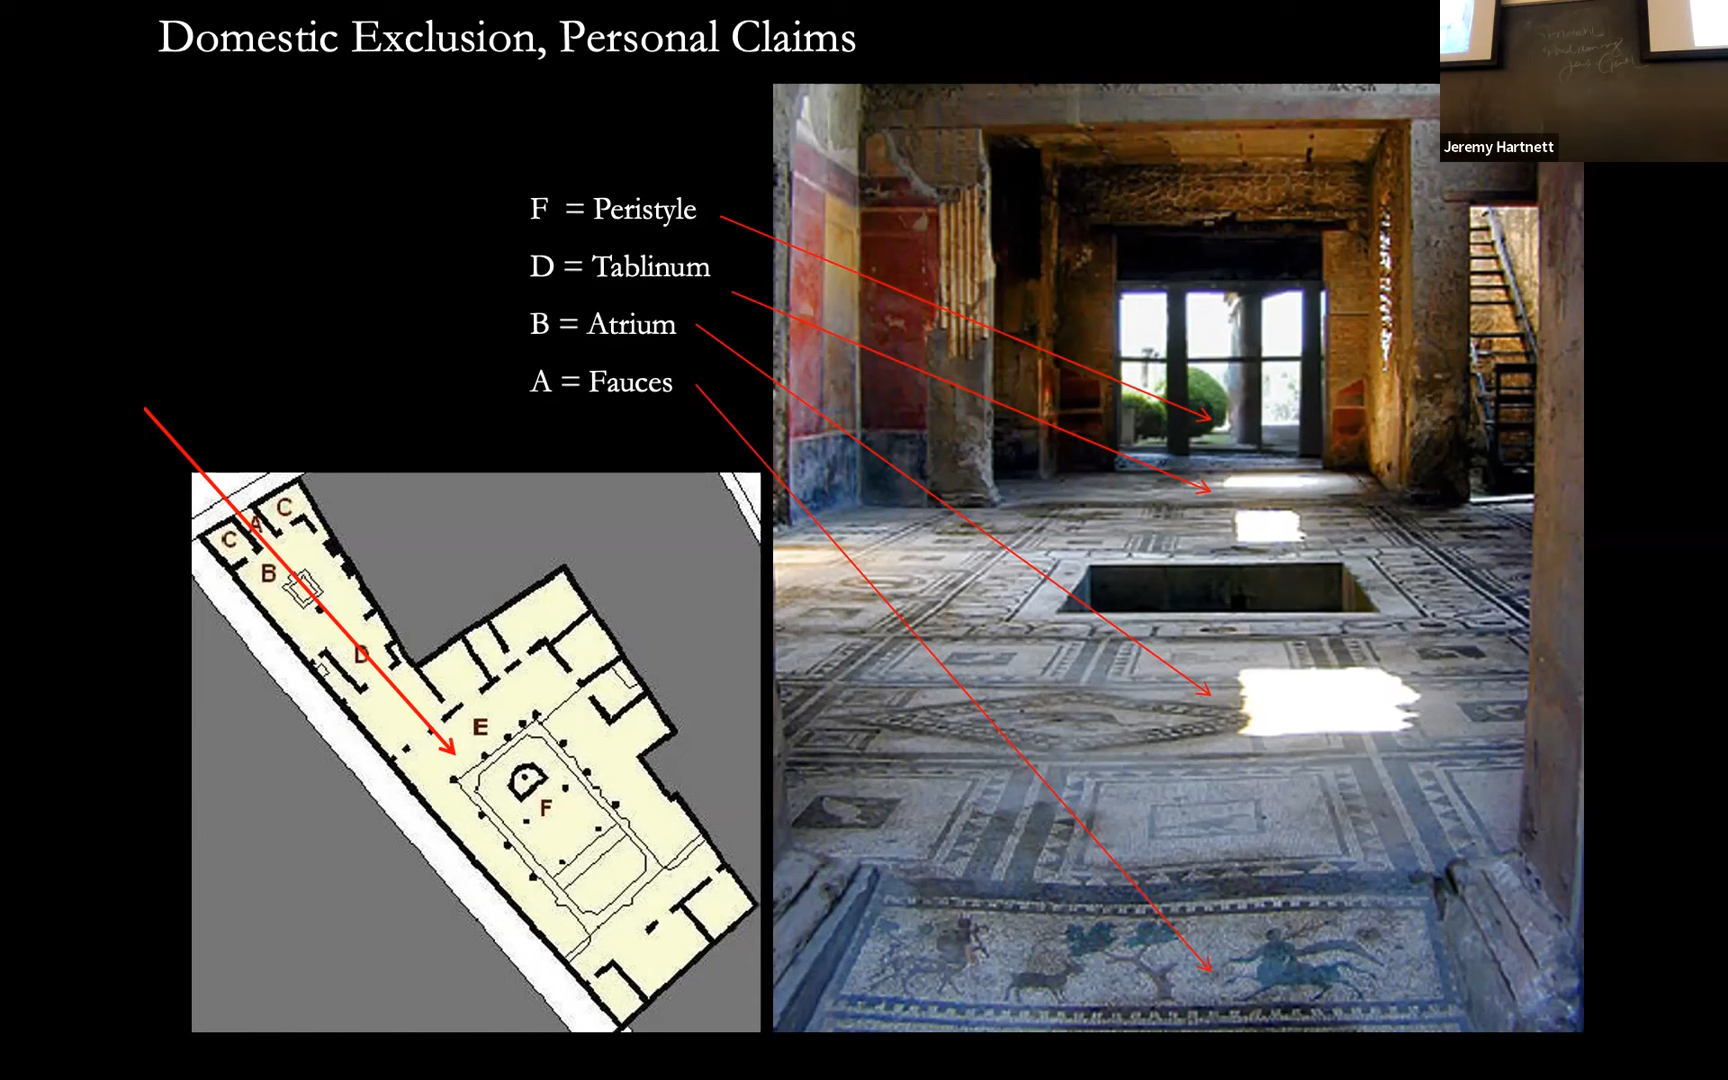 Domestic Exclusion, Personal Claims
Jeremy Hartnett
F = Peristyle
D = Tablinum
B = Atrium
A = Fauces
C
A
C
B
D
E
F